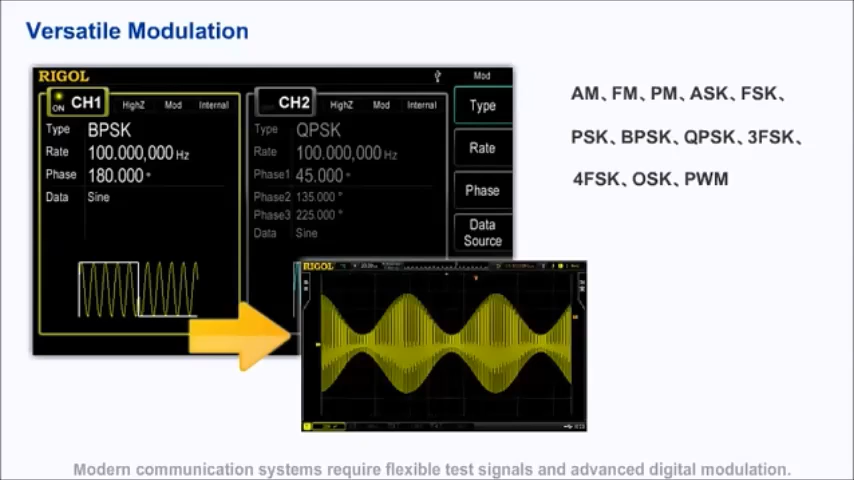 Versatile Modulation
RIGOL
Mod
ON CH1 HighZ Mod Internal
Type BPSK
Rate 100.000,000 Hz
Phase 180.000 °
Data Sine
CH2 HighZ Mod Internal
Type QPSK
Rate 100.000,000 Hz
Phase1 45.000 °
Phase2 135.000 °
Phase3 225.000 °
Data Sine
Type
Rate
Phase
Data
Source
AM、FM、PM、ASK、FSK、
PSK、BPSK、QPSK、3FSK、
4FSK、OSK、PWM
RIGOL
Modern communication systems require flexible test signals and advanced digital modulation.